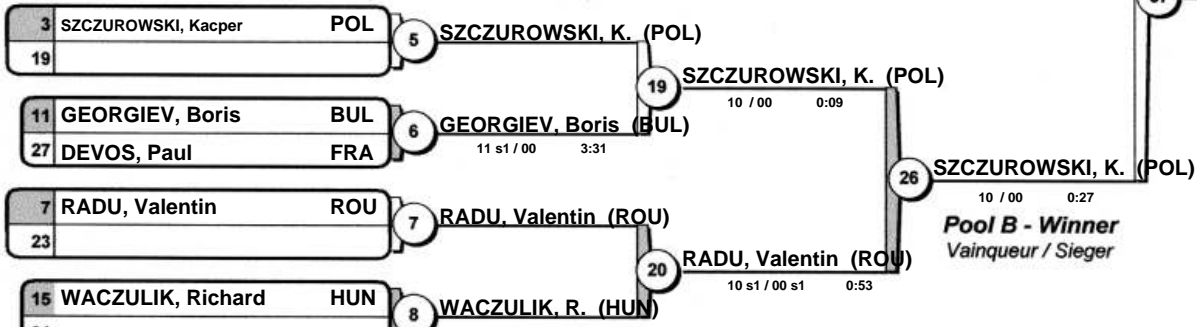 3 SZCZUROWSKI, Kacper POL
19
5
SZCZUROWSKI, K. (POL)
11 GEORGIEV, Boris BUL
27 DEVOS, Paul FRA
6
GEORGIEV, Boris (BUL)
11 s1 / 00 3:31
19
SZCZUROWSKI, K. (POL)
10 / 00 0:09
7 RADU, Valentin ROU
23
7
RADU, Valentin (ROU)
15 WACZULIK, Richard HUN
8
WACZULIK, R. (HUN)
20
RADU, Valentin (ROU)
10 s1 / 00 s1 0:53
26
SZCZUROWSKI, K. (POL)
10 / 00 0:27
Pool B - Winner
Vainqueur / Sieger